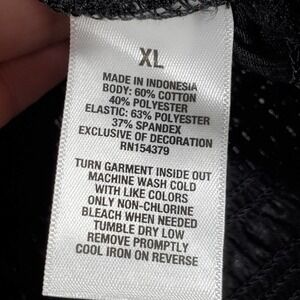 XL
MADE IN INDONESIA
BODY: 60% COTTON
40% POLYESTER
ELASTIC: 63% POLYESTER
37% SPANDEX
EXCLUSIVE OF DECORATION
RN154379
TURN GARMENT INSIDE OUT
MACHINE WASH COLD
WITH LIKE COLORS
ONLY NON-CHLORINE
BLEACH WHEN NEEDED
TUMBLE DRY LOW
REMOVE PROMPTLY
COOL IRON ON REVERSE